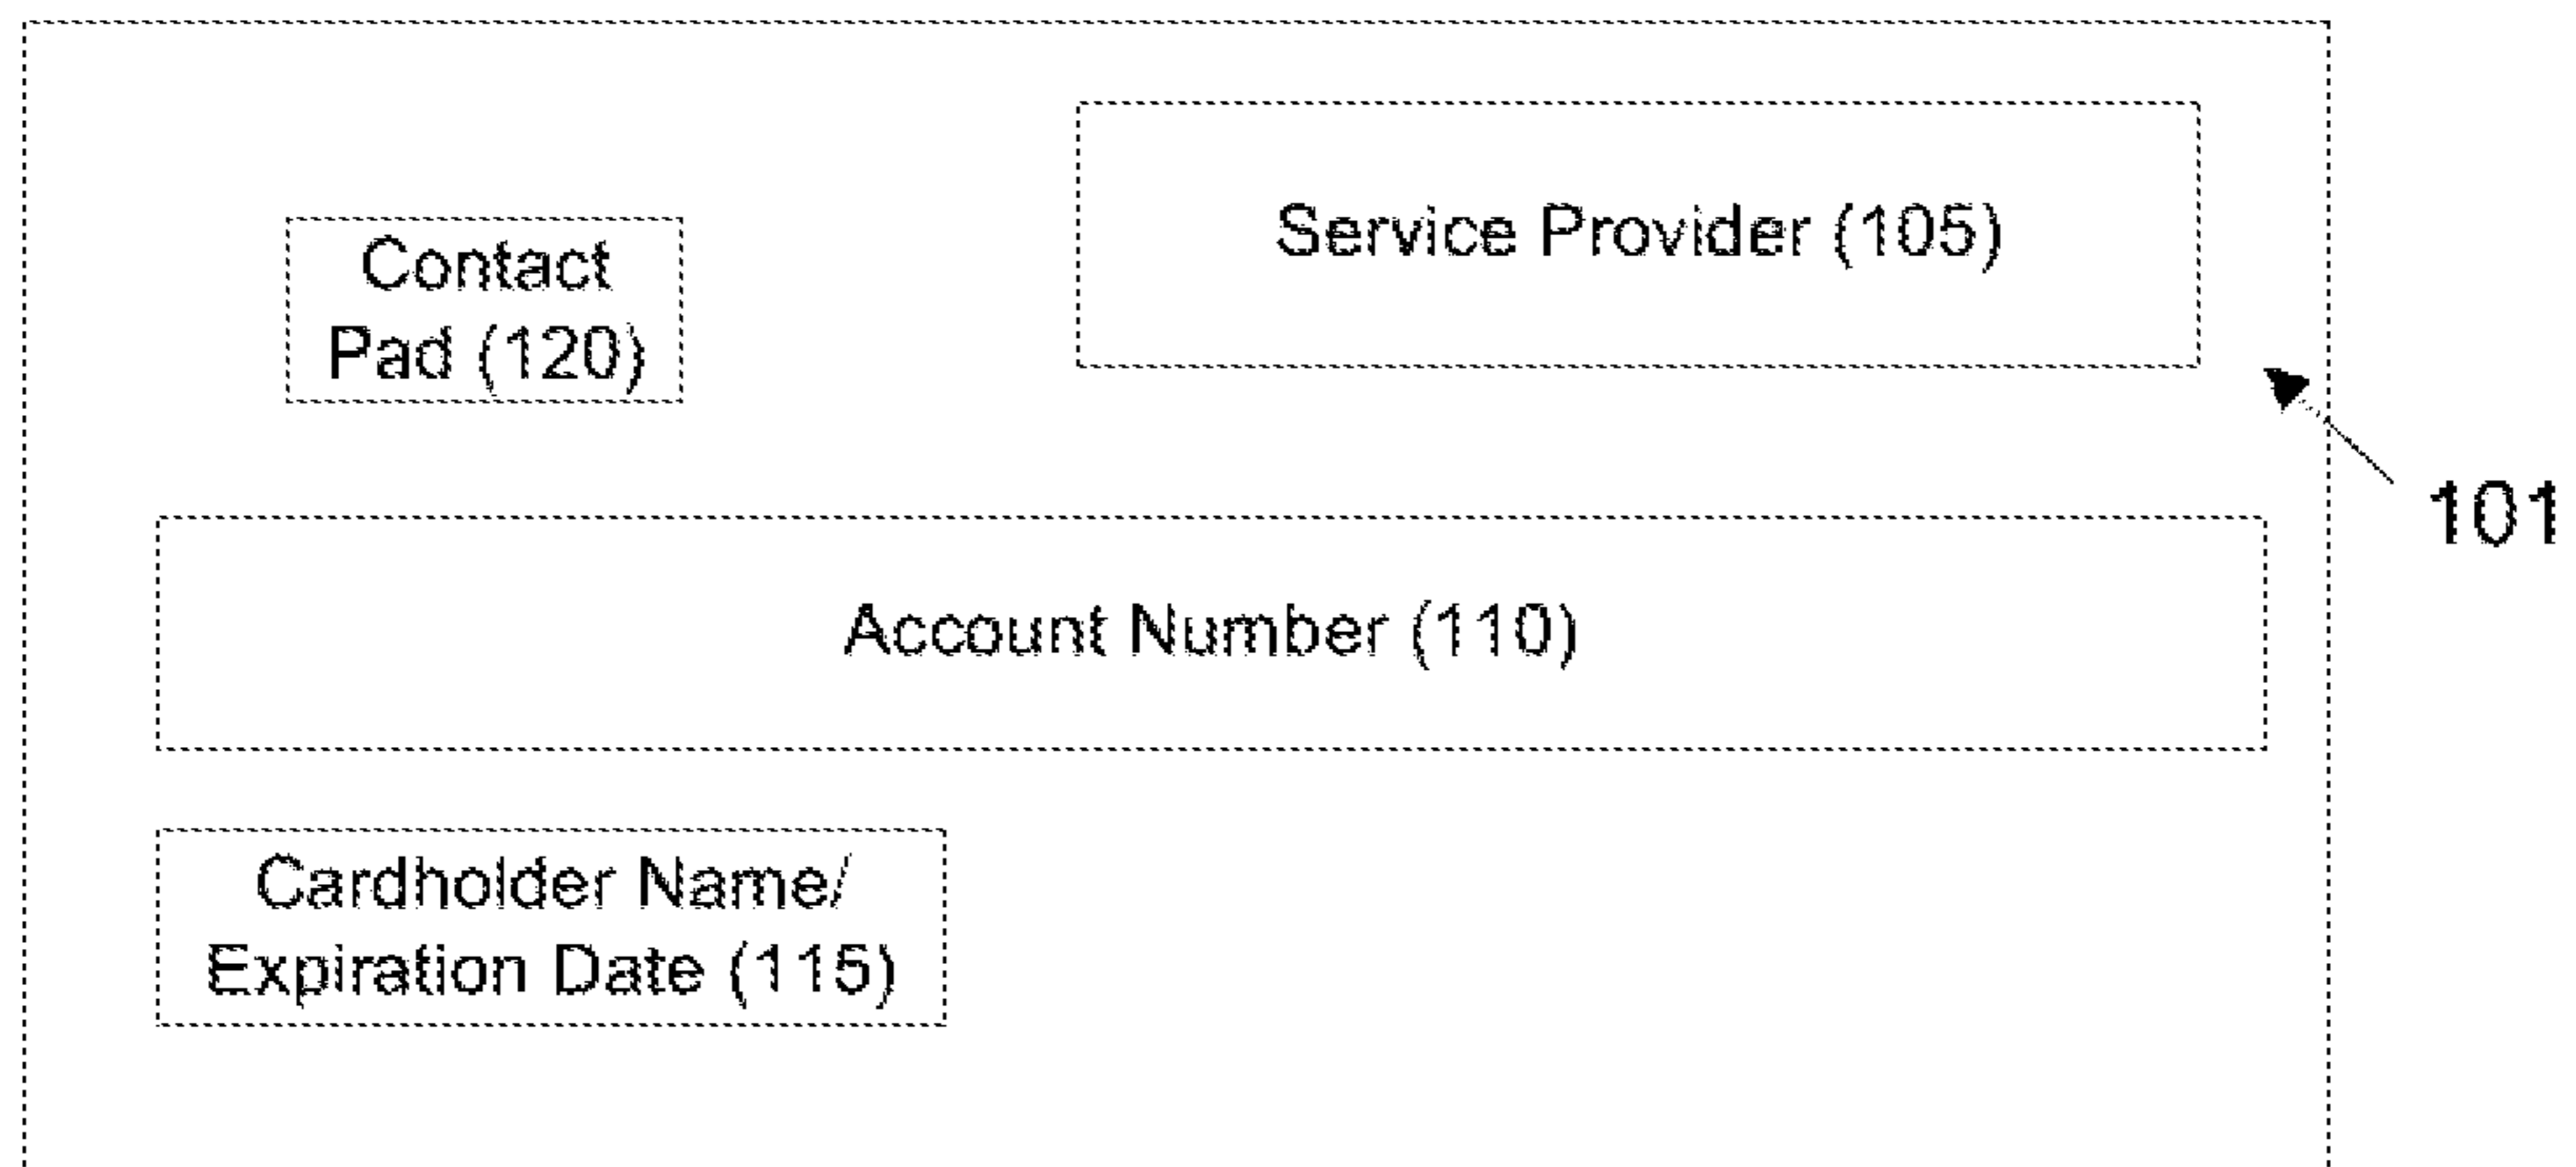 Service Provider (105)
Contact
Pad (120)
101
Account Number (110)
Cardholder Name/
Expiration Date (115)